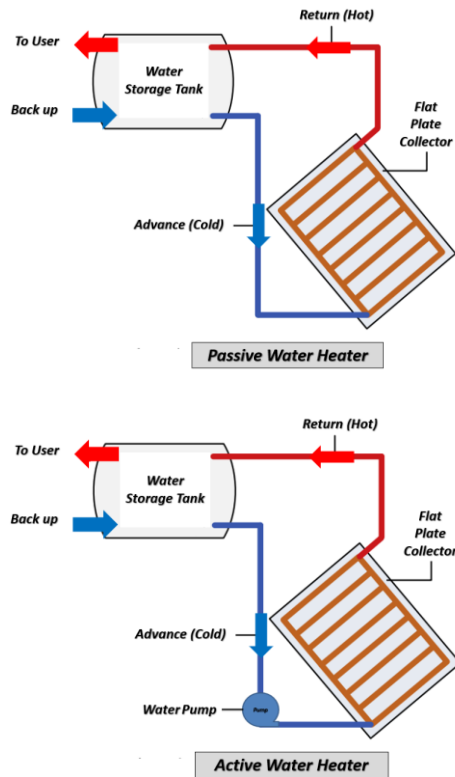 Return (Hot)
To User
Water
Storage Tank
Flat
Plate
Collector
Back up
Advance (Cold)
Passive Water Heater
Return (Hot)
To User
Water
Storage Tank
Flat
Plate
Collector
Back up
Advance (Cold)
Water Pump
Pump
Active Water Heater